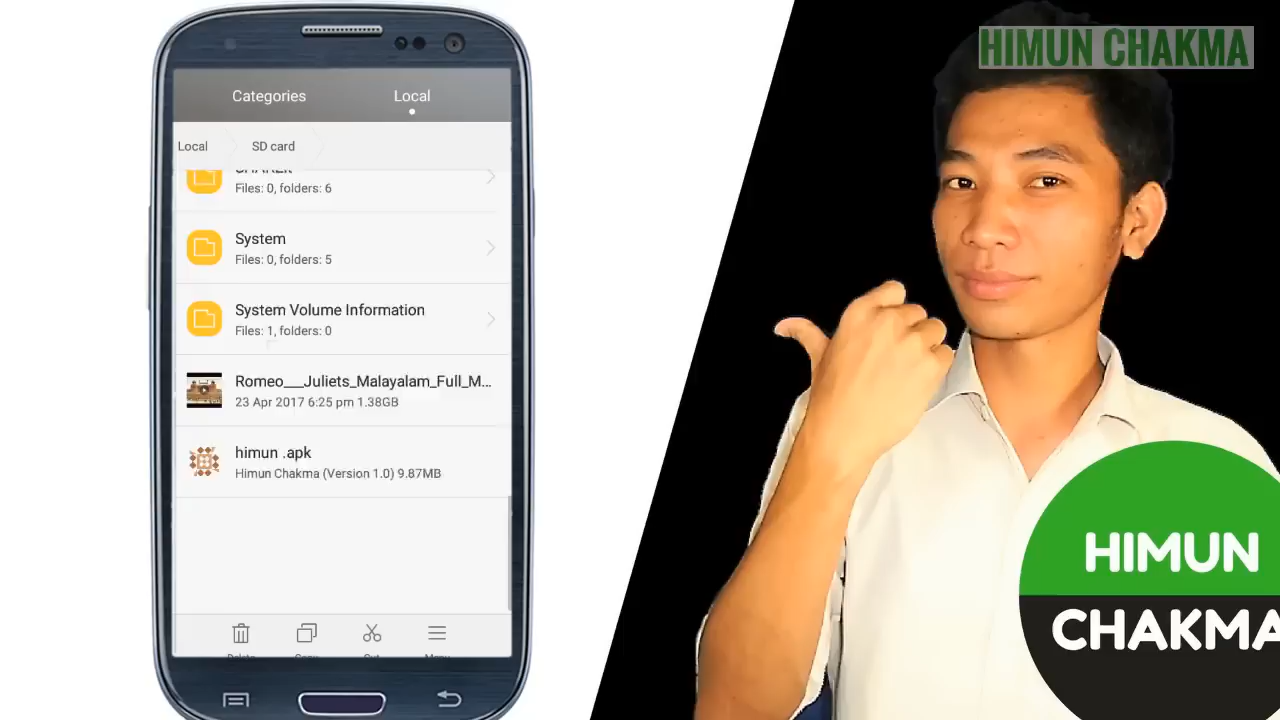 Categories
Local
Local
SD card
Files: 0, folders: 6
System
Files: 0, folders: 5
System Volume Information
Files: 1, folders: 0
Romeo___Juliets_Malayalam_Full_M...
23 Apr 2017 6:25 pm 1.38GB
himun .apk
Himun Chakma (Version 1.0) 9.87MB
HIMUN CHAKMA
HIMUN
CHAKMA